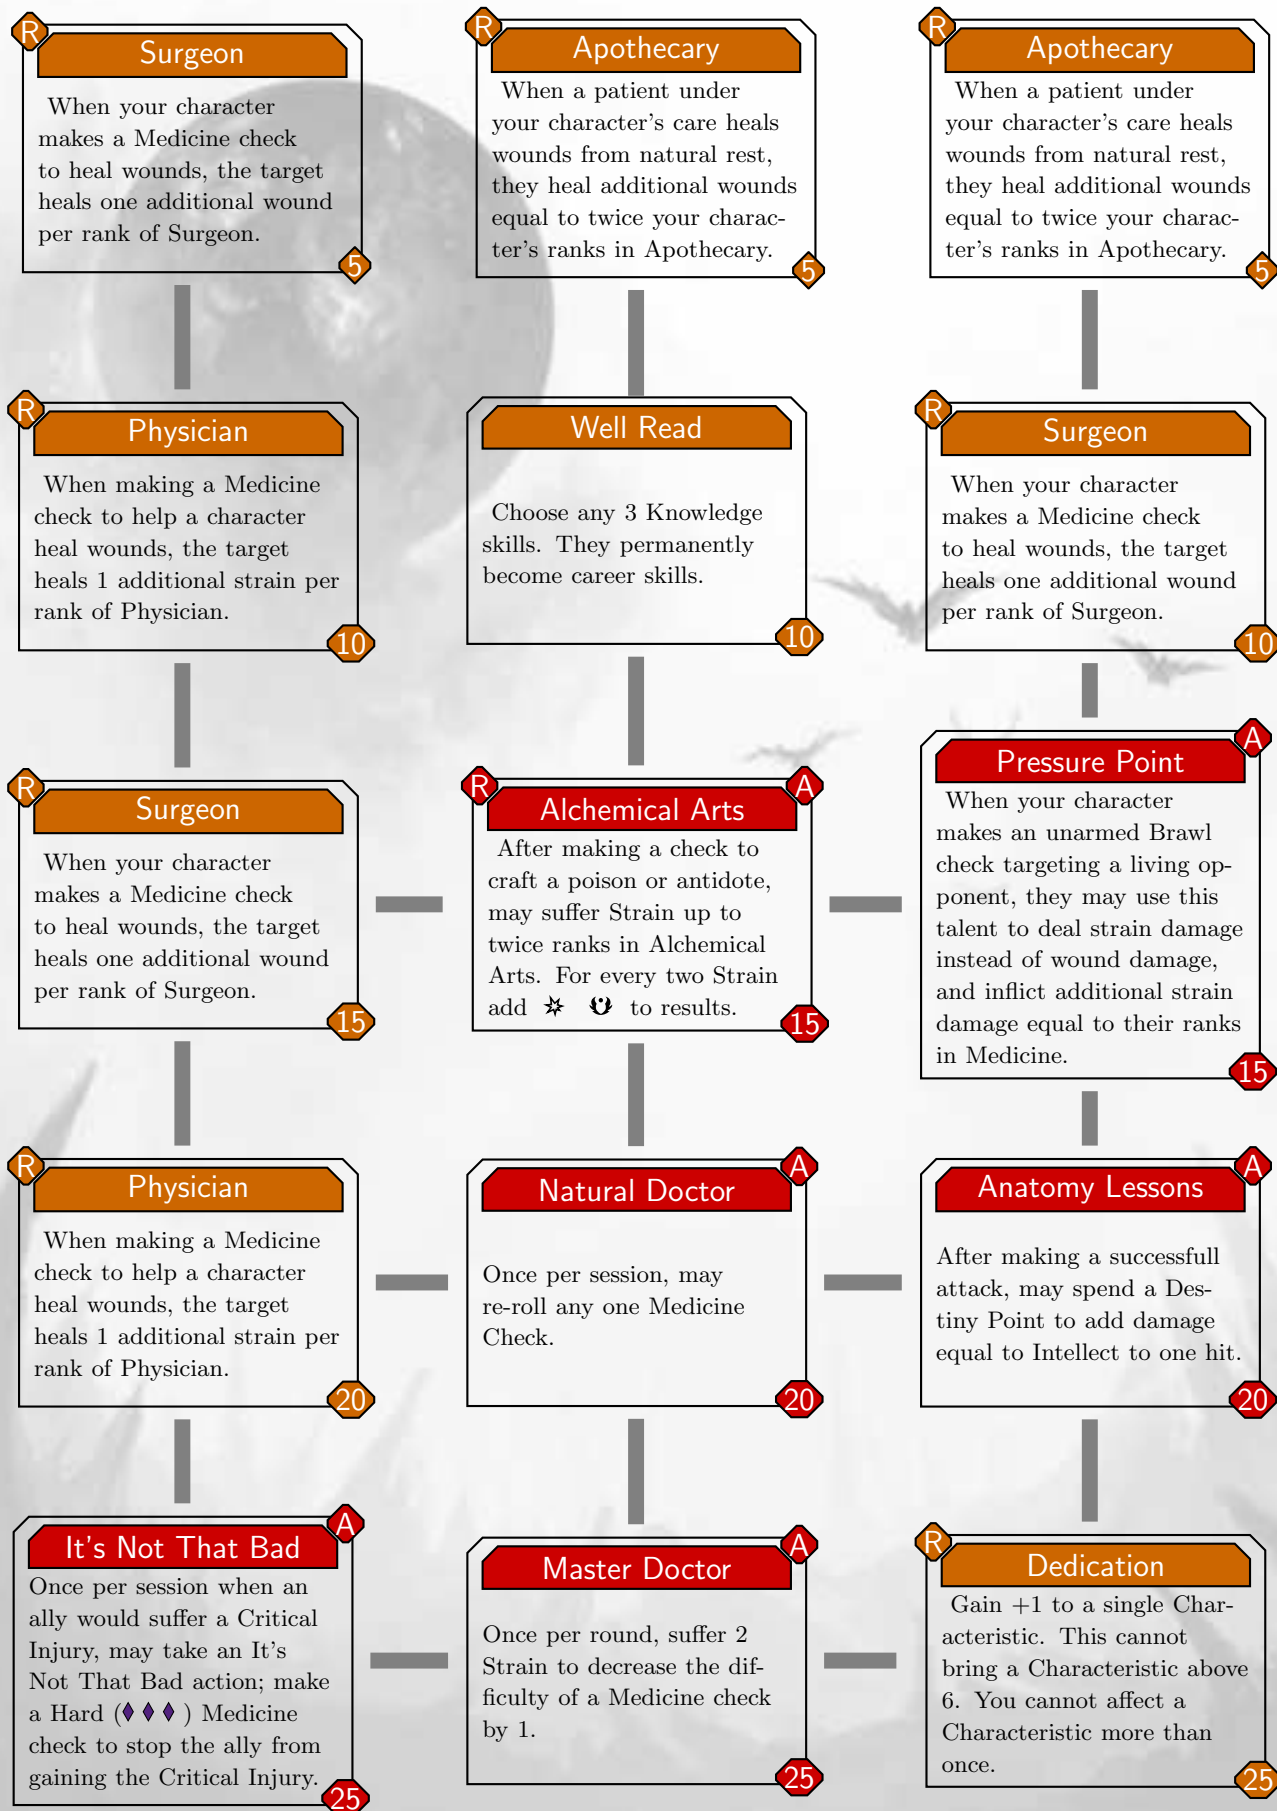 R
Surgeon
When your character
makes a Medicine check
to heal wounds, the target
heals one additional wound
per rank of Surgeon.
5
R
Apothecary
When a patient under
your character's care heals
wounds from natural rest,
they heal additional wounds
equal to twice your charac-
ter's ranks in Apothecary.
5
R
Apothecary
When a patient under
your character's care heals
wounds from natural rest,
they heal additional wounds
equal to twice your charac-
ter's ranks in Apothecary.
5
R
Physician
When making a Medicine
check to help a character
heal wounds, the target
heals 1 additional strain per
rank of Physician.
10
Well Read
Choose any 3 Knowledge
skills. They permanently
become career skills.
10
R
Surgeon
When your character
makes a Medicine check
to heal wounds, the target
heals one additional wound
per rank of Surgeon.
10
R
Surgeon
When your character
makes a Medicine check
to heal wounds, the target
heals one additional wound
per rank of Surgeon.
15
R
A
Alchemical Arts
After making a check to
craft a poison or antidote,
may suffer Strain up to
twice ranks in Alchemical
Arts. For every two Strain
add to results.
15
A
Pressure Point
When your character
makes an unarmed Brawl
check targeting a living op-
ponent, they may use this
talent to deal strain damage
instead of wound damage,
and inflict additional strain
damage equal to their ranks
in Medicine.
15
R
Physician
When making a Medicine
check to help a character
heal wounds, the target
heals 1 additional strain per
rank of Physician.
20
A
Natural Doctor
Once per session, may
re-roll any one Medicine
Check.
20
A
Anatomy Lessons
After making a successfull
attack, may spend a Des-
tiny Point to add damage
equal to Intellect to one hit.
20
A
It's Not That Bad
Once per session when an
ally would suffer a Critical
Injury, may take an It's
Not That Bad action; make
a Hard (♦ ♦ ♦ ) Medicine
check to stop the ally from
gaining the Critical Injury.
25
A
Master Doctor
Once per round, suffer 2
Strain to decrease the dif-
ficulty of a Medicine check
by 1.
25
R
Dedication
Gain +1 to a single Char-
acteristic. This cannot
bring a Characteristic above
6. You cannot affect a
Characteristic more than
once.
25